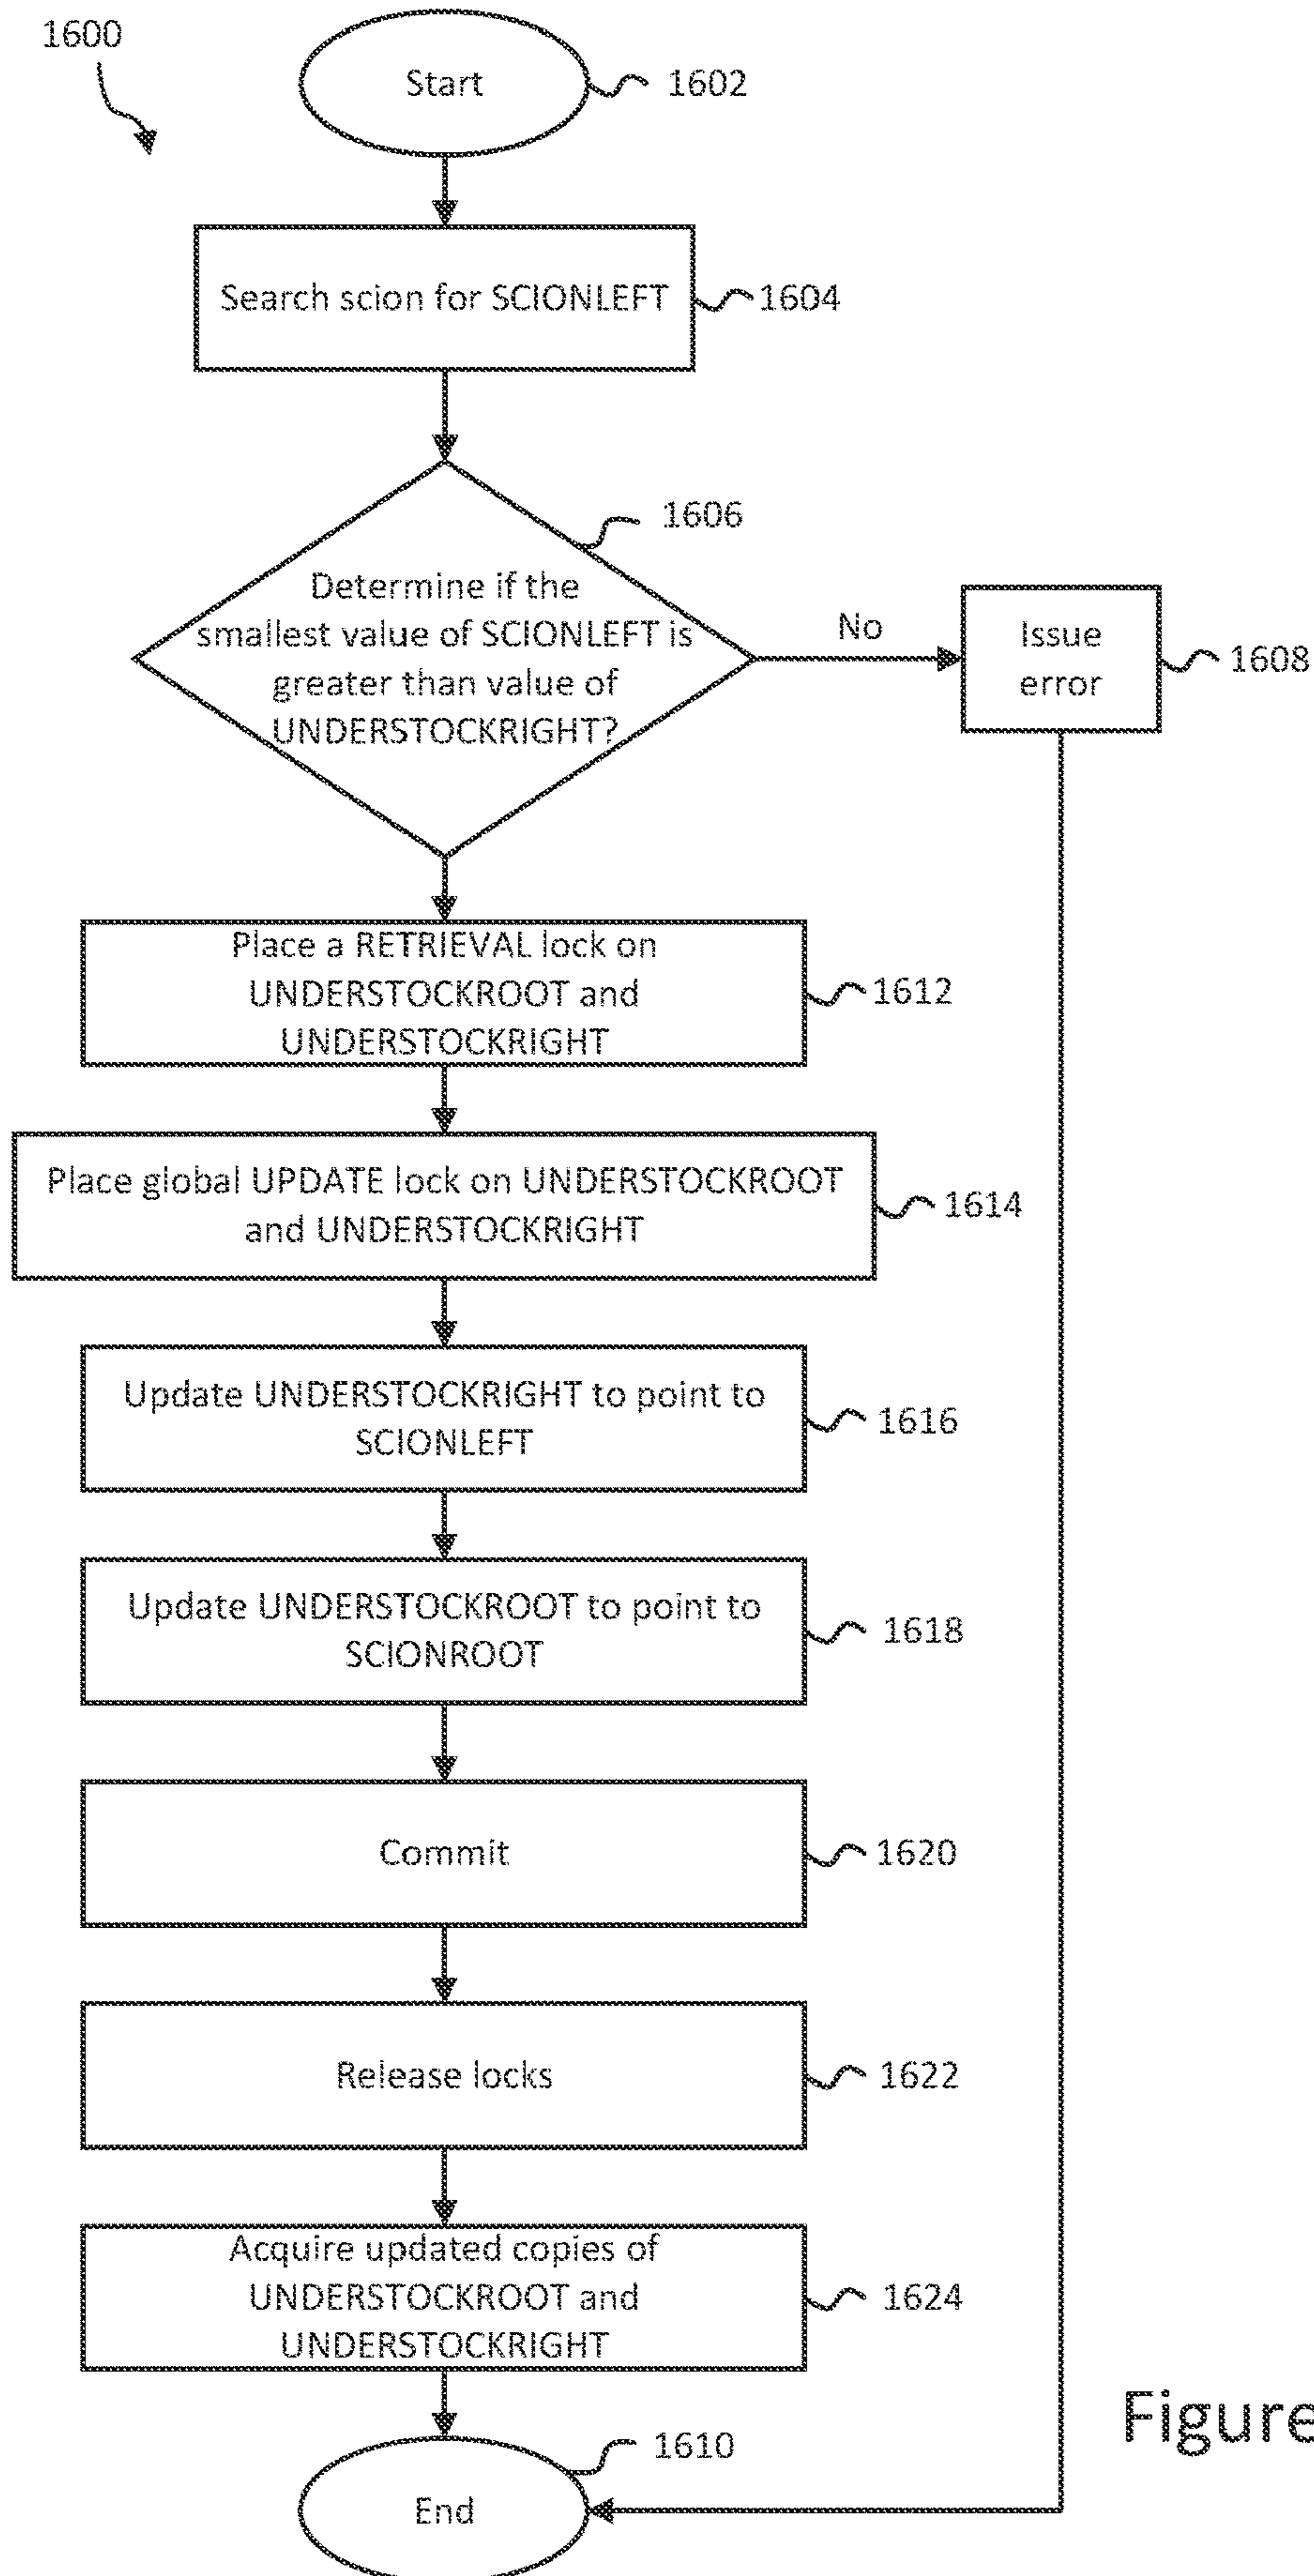 1600
Start
1602
Search scion for SCIONLEFT
1604
1606
Determine if the
smallest value of SCIONLEFT is
greater than value of
UNDERSTOCKRIGHT?
No
Issue
error
1608
Place a RETRIEVAL lock on
UNDERSTOCKROOT and
UNDERSTOCKRIGHT
1612
Place global UPDATE lock on UNDERSTOCKROOT
and UNDERSTOCKRIGHT
1614
Update UNDERSTOCKRIGHT to point to
SCIONLEFT
1616
Update UNDERSTOCKROOT to point to
SCIONROOT
1618
Commit
1620
Release locks
1622
Acquire updated copies of
UNDERSTOCKROOT and
UNDERSTOCKRIGHT
1624
Figure
1610
End